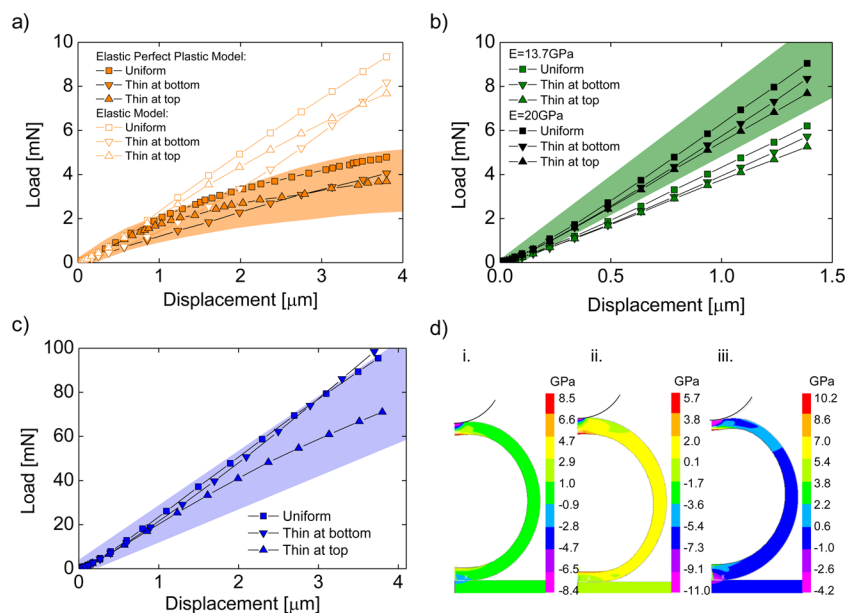 a)
10
8
6
4
2
0
Load [mN]
Elastic Perfect Plastic Model:
Uniform
Thin at bottom
Thin at top
Elastic Model:
Uniform
Thin at bottom
Thin at top
0 1 2 3 4
Displacement [μm]
b)
10
8
6
4
2
0
Load [mN]
E=13.7GPa
Uniform
Thin at bottom
Thin at top
E=20GPa
Uniform
Thin at bottom
Thin at top
0.0 0.5 1.0 1.5
Displacement [μm]
c)
100
80
60
40
20
0
Load [mN]
Uniform
Thin at bottom
Thin at top
0 1 2 3 4
Displacement [μm]
d)
i.
GPa
8.5
6.6
4.7
2.9
1.0
-0.9
-2.8
-4.7
-6.5
-8.4
ii.
GPa
5.7
3.8
2.0
0.1
-1.7
-3.6
-5.4
-7.3
-9.1
-11.0
iii.
GPa
10.2
8.6
7.0
5.4
3.8
2.2
0.6
-1.0
-2.6
-4.2